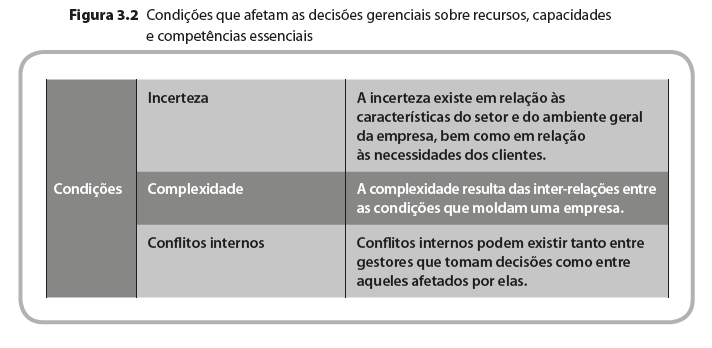 Figura 3.2 Condições que afetam as decisões gerenciais sobre recursos, capacidades
e competências essenciais
Incerteza
A incerteza existe em relação às
características do setor e do ambiente geral
da empresa, bem como em relação
às necessidades dos clientes.
Condições
Complexidade
A complexidade resulta das inter-relações entre
as condições que moldam uma empresa.
Conflitos internos
Conflitos internos podem existir tanto entre
gestores que tomam decisões como entre
aqueles afetados por elas.